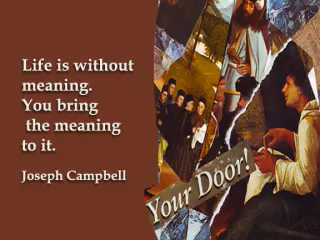 Life is without
meaning.
You bring
the meaning
to it.
Joseph Campbell
Your Door!